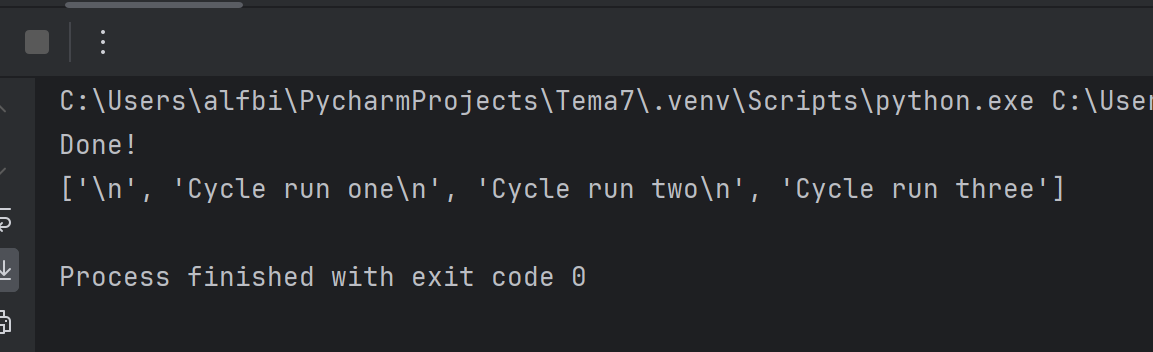 C:\Users\alfbi\PycharmProjects\Tema7\.venv\Scripts\python.exe C:\User
Done!
['\n', 'Cycle run one\n', 'Cycle run two\n', 'Cycle run three']
Process finished with exit code 0